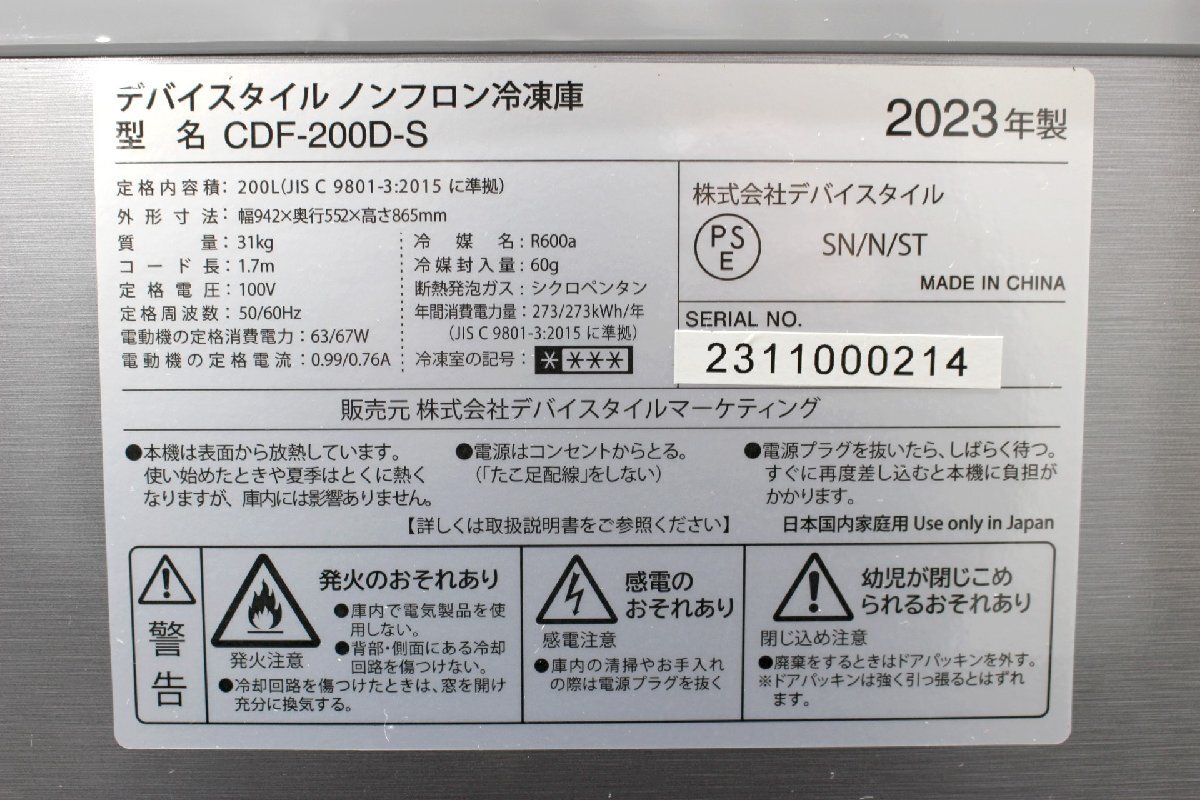 デバイスタイル ノンフロン冷凍庫
型 名 CDF-200D-S
2023年製
定格内容積：200L(JIS C 9801-3:2015 に準拠)
外形寸法：幅942×奥行552×高さ865mm
質 量：31kg
コード長：1.7m
定格電圧：100V
定格周波数：50/60Hz
電動機の定格消費電力：63/67W
電動機の定格電流：0.99/0.76A
冷 媒 名：R600a
冷媒封入量：60g
断熱発泡ガス：シクロペンタン
年間消費電力量：273/273kWh/年
(JIS C 9801-3:2015 に準拠)
冷凍室の記号：
株式会社デバイスタイル
PSE
SN/N/ST
MADE IN CHINA
SERIAL NO.
2311000214
販売元 株式会社デバイスタイルマーケティング
●本機は表面から放熱しています。
使い始めたときや夏季はとくに熱く
なりますが、庫内には影響ありません。
●電源はコンセントからとる。
(「たこ足配線」をしない)
●電源プラグを抜いたら、しばらく待つ。
すぐに再度差し込むと本機に負担が
かかります。
【詳しくは取扱説明書をご参照ください】
日本国内家庭用 Use only in Japan
警告
発火のおそれあり
発火注意
●庫内で電気製品を使
用しない。
●背部・側面にある冷却
回路を傷つけない。
●冷却回路を傷つけたときは、窓を開け
充分に換気する。
感電の
おそれあり
感電注意
●庫内の清掃やお手入れ
の際は電源プラグを抜く
幼児が閉じこめ
られるおそれあり
閉じ込め注意
●廃棄をするときはドアパッキンを外す。
※ドアパッキンは強く引っ張るとはずれ
ます。